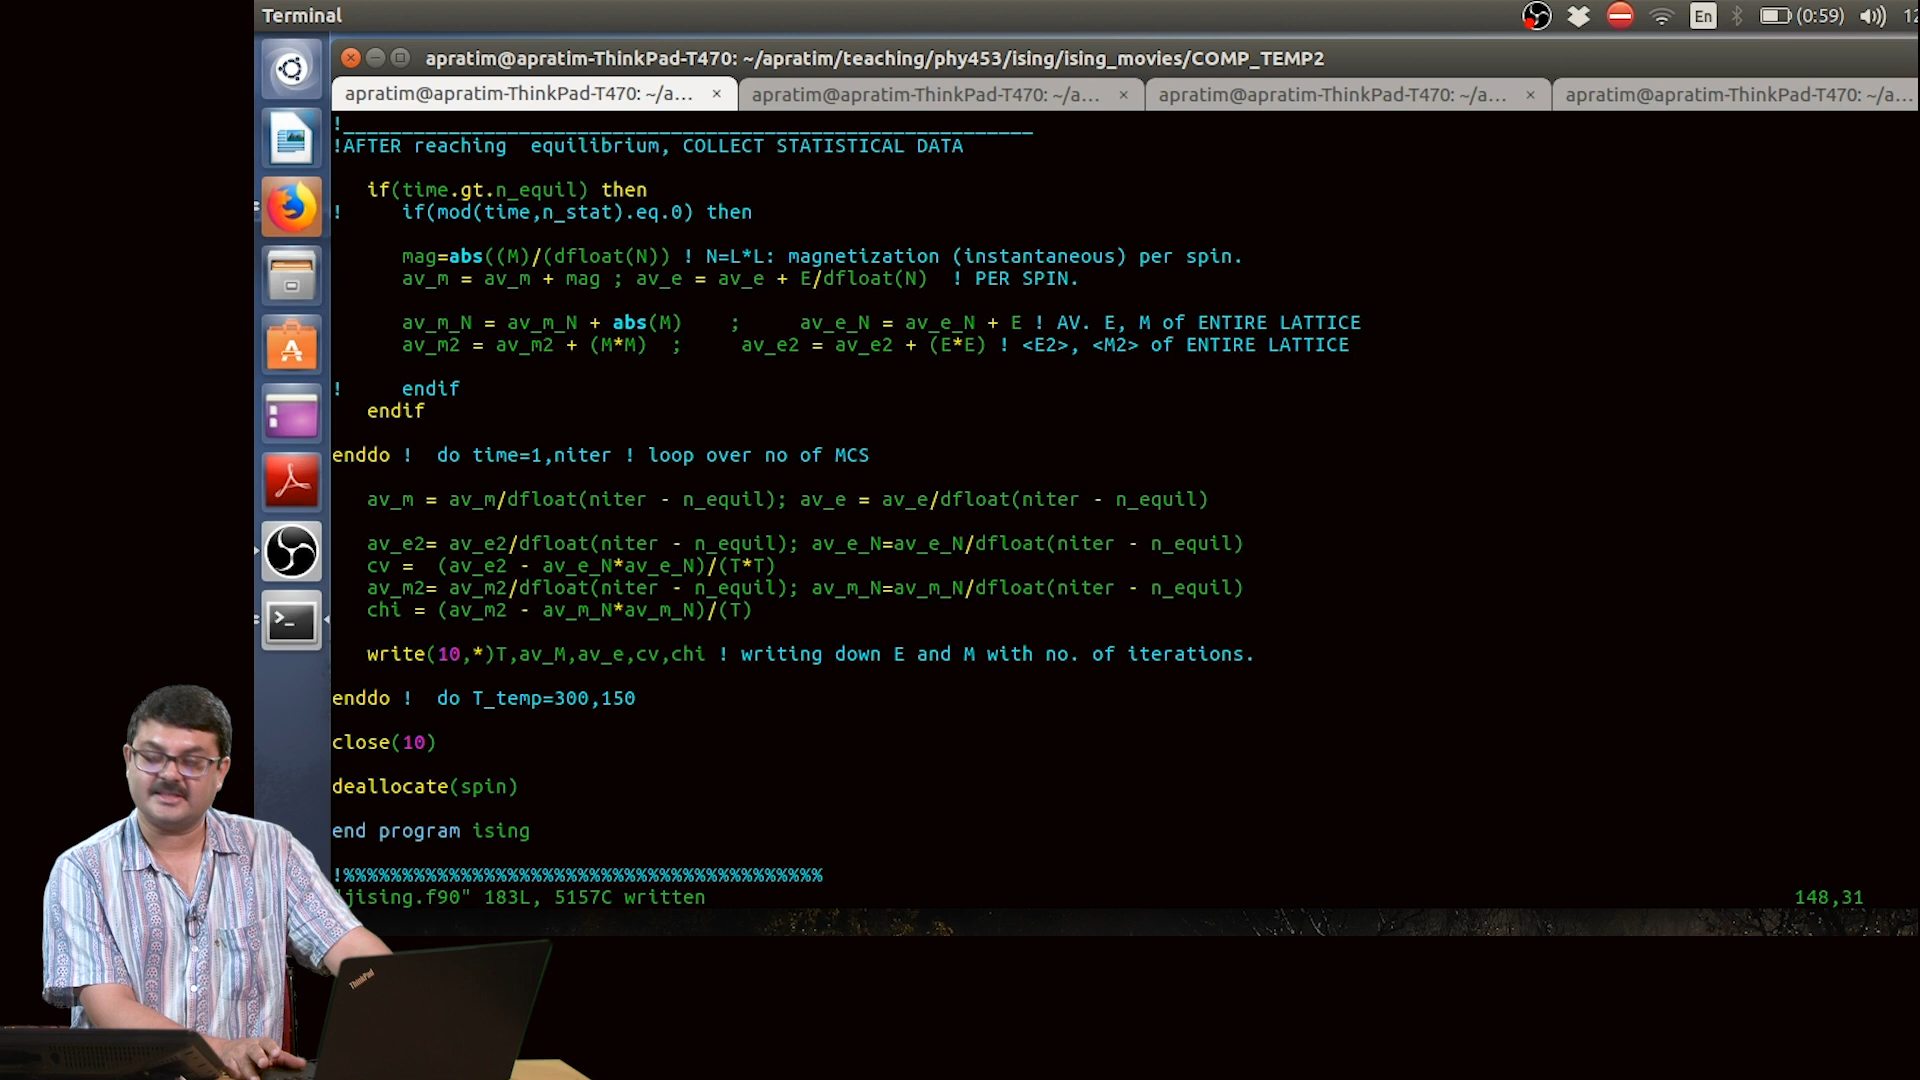 Terminal
En
(0:59)
12
apratim@apratim-ThinkPad-T470: ~/apratim/teaching/phy453/ising/ising_movies/COMP_TEMP2
apratim@apratim-ThinkPad-T470: ~/a... × apratim@apratim-ThinkPad-T470: ~/a... × apratim@apratim-ThinkPad-T470: ~/a... × apratim@apratim-ThinkPad-T470: ~/a...
!___________________________________________________________
!AFTER reaching  equilibrium, COLLECT STATISTICAL DATA
if(time.gt.n_equil) then
!     if(mod(time,n_stat).eq.0) then
mag=abs((M)/(dfloat(N)) ! N=L*L: magnetization (instantaneous) per spin.
av_m = av_m + mag ; av_e = av_e + E/dfloat(N)  ! PER SPIN.
av_m_N = av_m_N + abs(M)    ;     av_e_N = av_e_N + E ! AV. E, M of ENTIRE LATTICE
av_m2 = av_m2 + (M*M)  ;     av_e2 = av_e2 + (E*E) ! <E2>, <M2> of ENTIRE LATTICE
!     endif
endif
enddo !  do time=1,niter ! loop over no of MCS
av_m = av_m/dfloat(niter - n_equil); av_e = av_e/dfloat(niter - n_equil)
av_e2= av_e2/dfloat(niter - n_equil); av_e_N=av_e_N/dfloat(niter - n_equil)
cv =  (av_e2 - av_e_N*av_e_N)/(T*T)
av_m2= av_m2/dfloat(niter - n_equil); av_m_N=av_m_N/dfloat(niter - n_equil)
chi = (av_m2 - av_m_N*av_m_N)/(T)
write(10,*)T,av_M,av_e,cv,chi ! writing down E and M with no. of iterations.
enddo !  do T_temp=300,150
close(10)
deallocate(spin)
end program ising
!%%%%%%%%%%%%%%%%%%%%%%%%%%%%%%%%%%%%%%%%%
jising.f90" 183L, 5157C written
148,31
ThinkPad